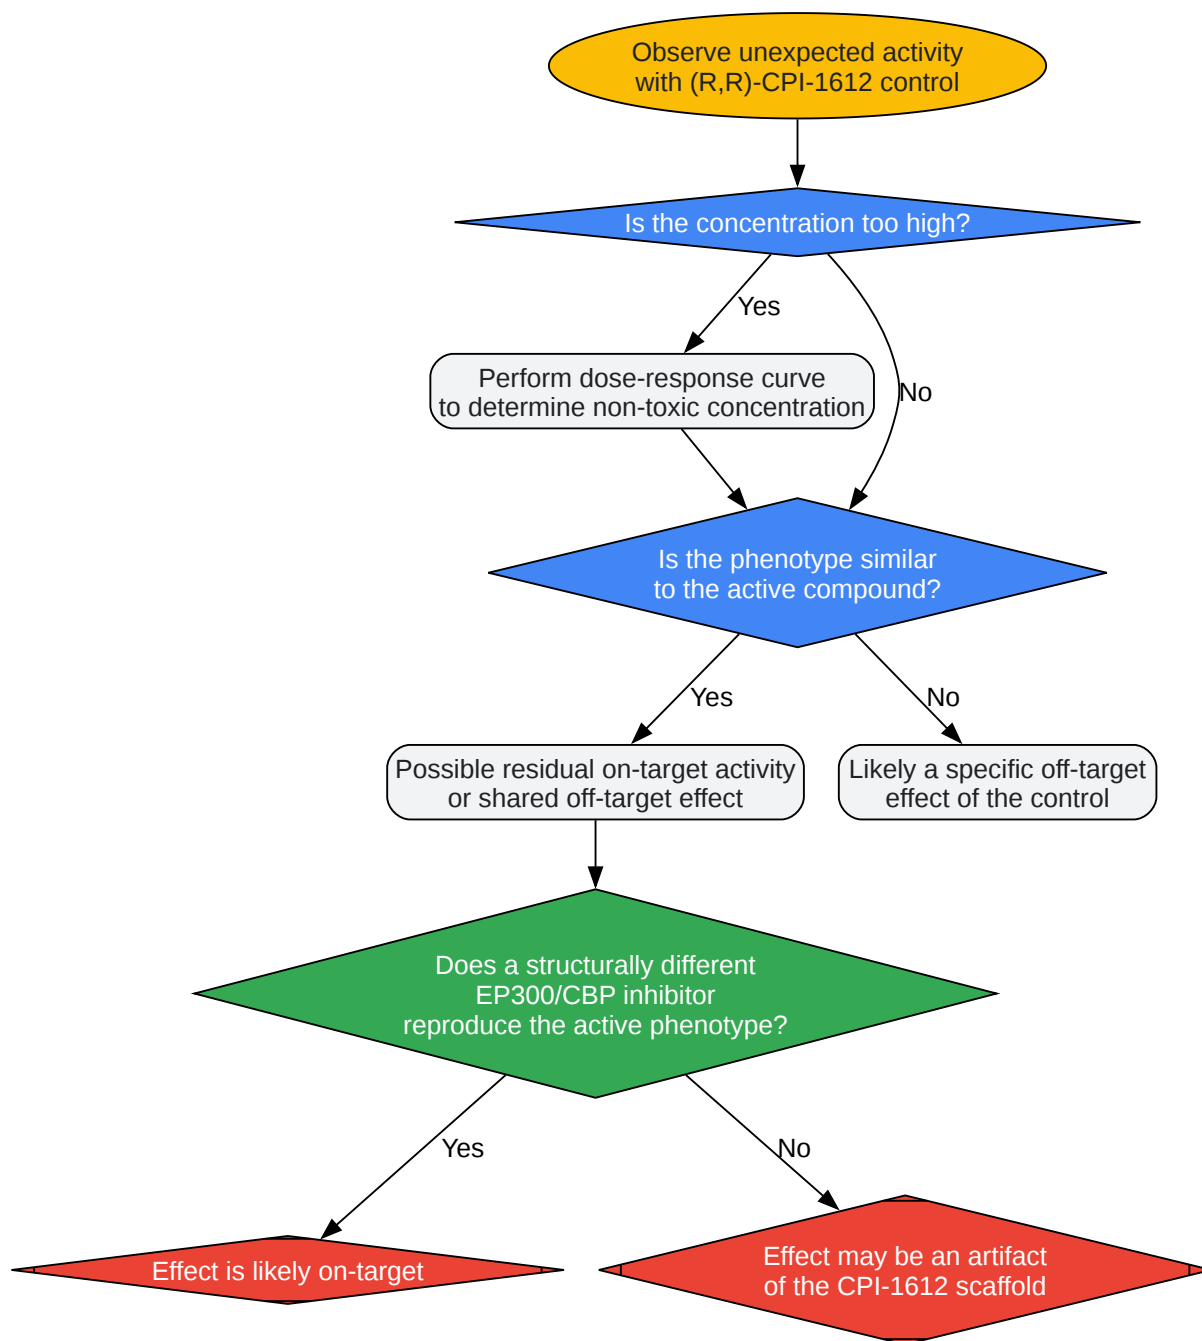 Observe unexpected activity
with (R,R)-CPI-1612 control
Is the concentration too high?
Yes
Perform dose-response curve
to determine non-toxic concentration
No
Is the phenotype similar
to the active compound?
Yes
No
Possible residual on-target activity
or shared off-target effect
Likely a specific off-target
effect of the control
Does a structurally different
EP300/CBP inhibitor
reproduce the active phenotype?
Yes
No
Effect is likely on-target
Effect may be an artifact
of the CPI-1612 scaffold